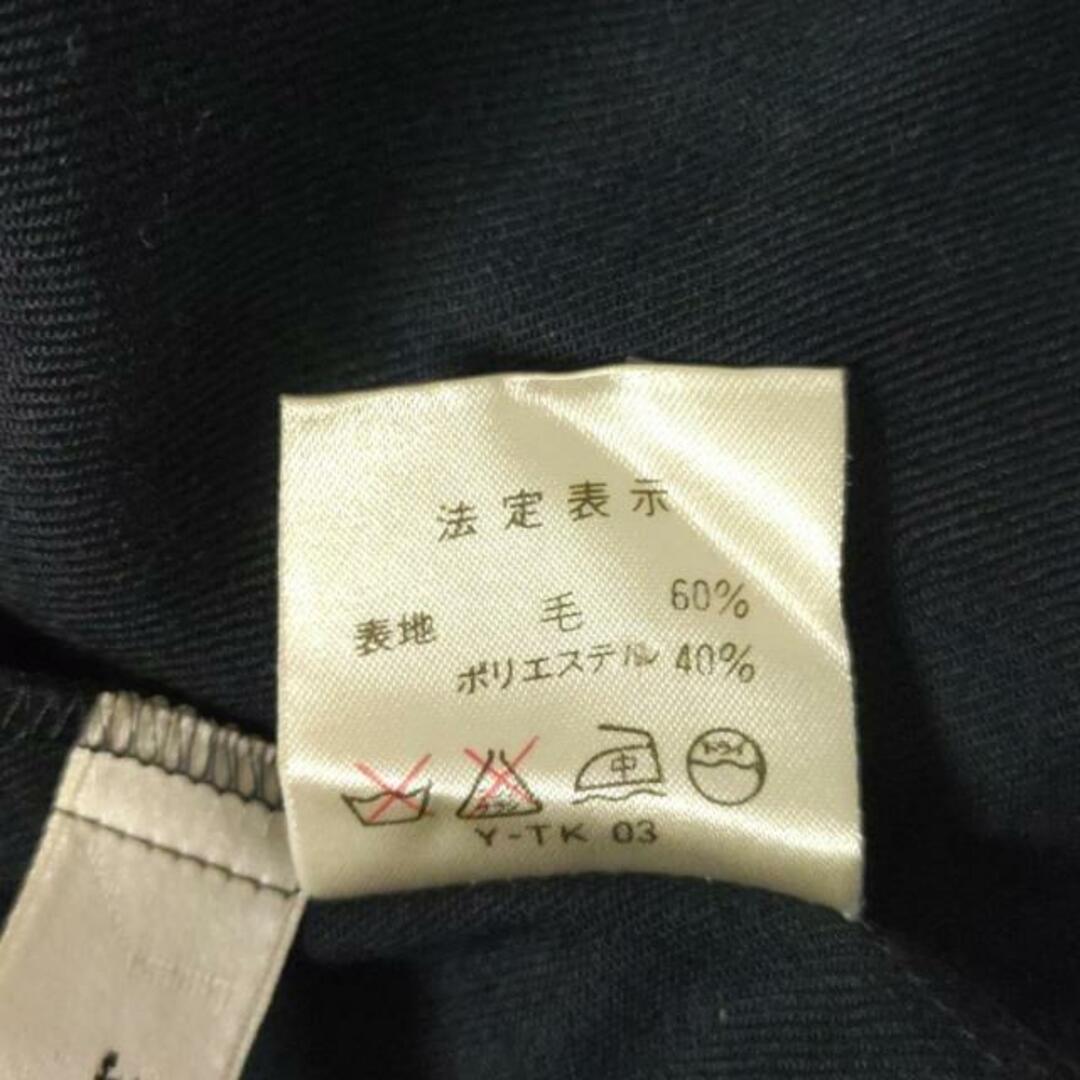 法定表示
表地 毛 60%
ポリエステル 40%
中 ドライ
Y-TK 03